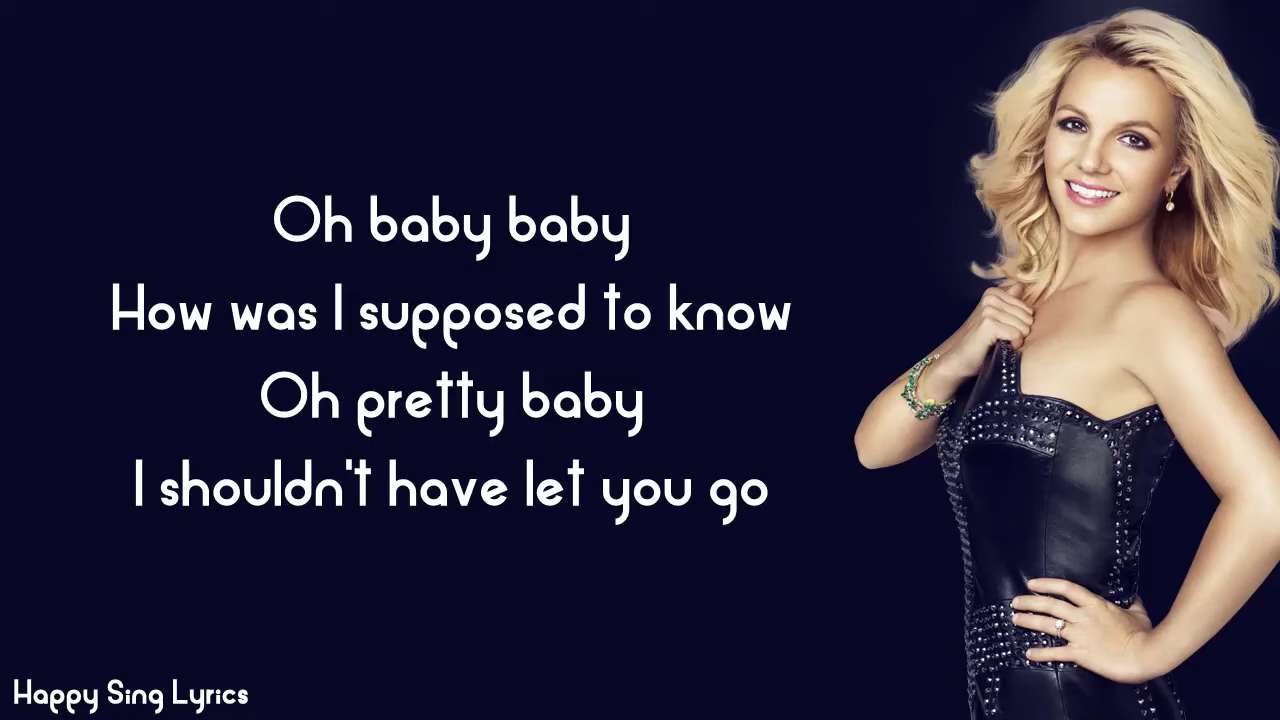 Oh baby baby
How was I supposed to know
Oh pretty baby
I shouldn't have let you go
Happy Sing Lyrics